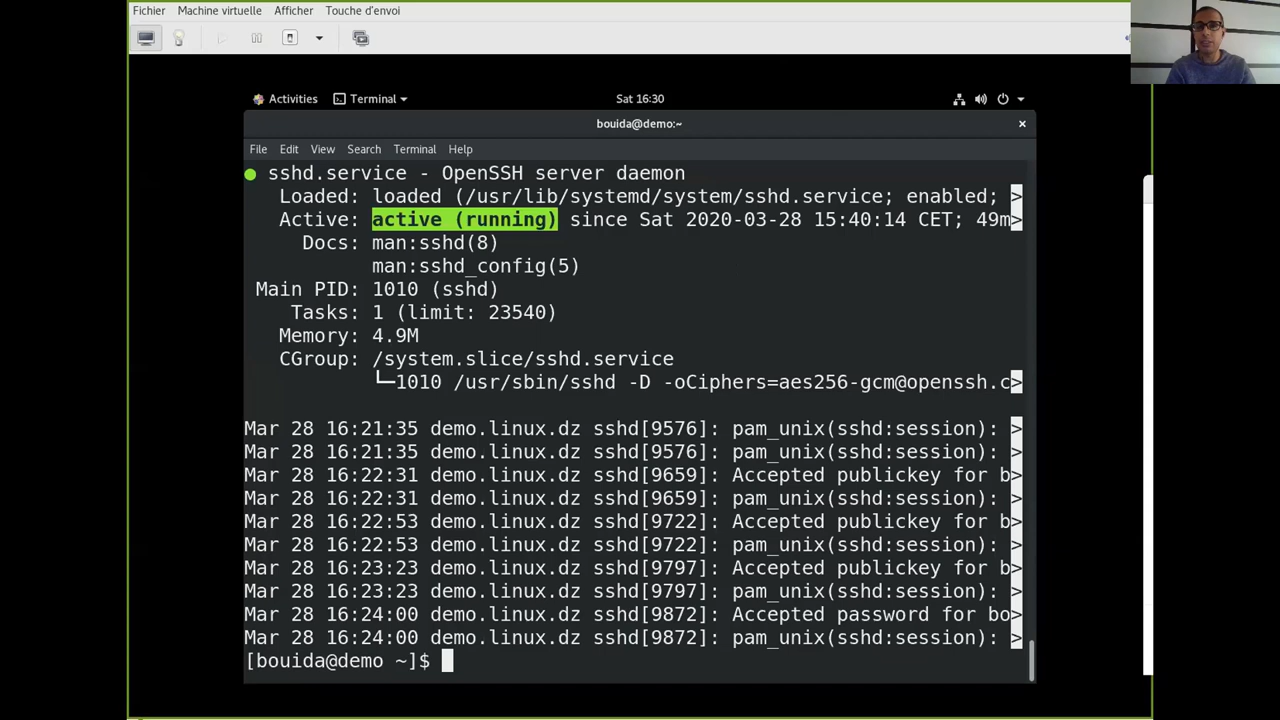 Fichier Machine virtuelle Afficher Touche d'envoi
Activities Terminal Sat 16:30
bouida@demo:~ ×
File Edit View Search Terminal Help
● sshd.service - OpenSSH server daemon
Loaded: loaded (/usr/lib/systemd/system/sshd.service; enabled; >
Active: active (running) since Sat 2020-03-28 15:40:14 CET; 49m>
Docs: man:sshd(8)
man:sshd_config(5)
Main PID: 1010 (sshd)
Tasks: 1 (limit: 23540)
Memory: 4.9M
CGroup: /system.slice/sshd.service
└─1010 /usr/sbin/sshd -D -oCiphers=aes256-gcm@openssh.c>
Mar 28 16:21:35 demo.linux.dz sshd[9576]: pam_unix(sshd:session): >
Mar 28 16:21:35 demo.linux.dz sshd[9576]: pam_unix(sshd:session): >
Mar 28 16:22:31 demo.linux.dz sshd[9659]: Accepted publickey for b>
Mar 28 16:22:31 demo.linux.dz sshd[9659]: pam_unix(sshd:session): >
Mar 28 16:22:53 demo.linux.dz sshd[9722]: Accepted publickey for b>
Mar 28 16:22:53 demo.linux.dz sshd[9722]: pam_unix(sshd:session): >
Mar 28 16:23:23 demo.linux.dz sshd[9797]: Accepted publickey for b>
Mar 28 16:23:23 demo.linux.dz sshd[9797]: pam_unix(sshd:session): >
Mar 28 16:24:00 demo.linux.dz sshd[9872]: Accepted password for bo>
Mar 28 16:24:00 demo.linux.dz sshd[9872]: pam_unix(sshd:session): >
[bouida@demo ~]$